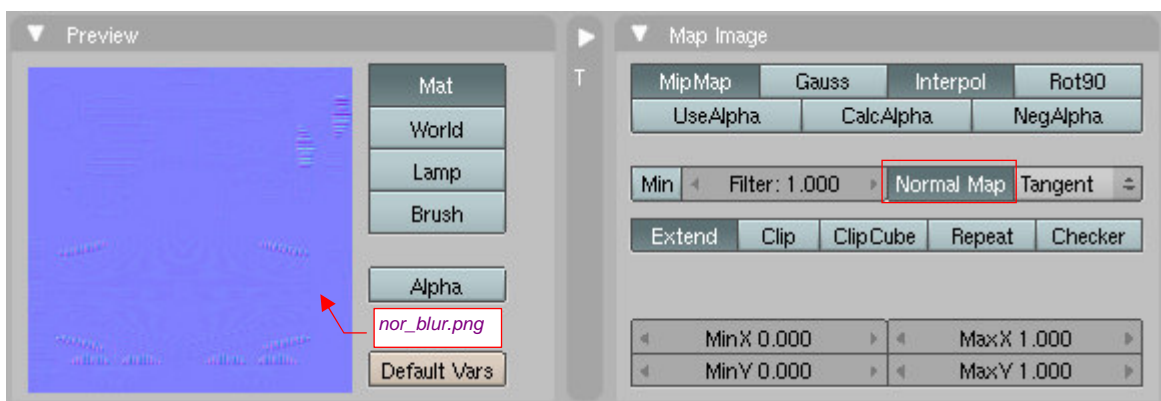 Preview
Mat
World
Lamp
Brush
Alpha
nor_blur.png
Default Vars
T
Map Image
MipMap Gauss Interpol Rot90
UseAlpha CalcAlpha NegAlpha
Min Filter: 1.000 Normal Map Tangent
Extend Clip ClipCube Repeat Checker
MinX 0.000 MaxX 1.000
MinY 0.000 MaxY 1.000